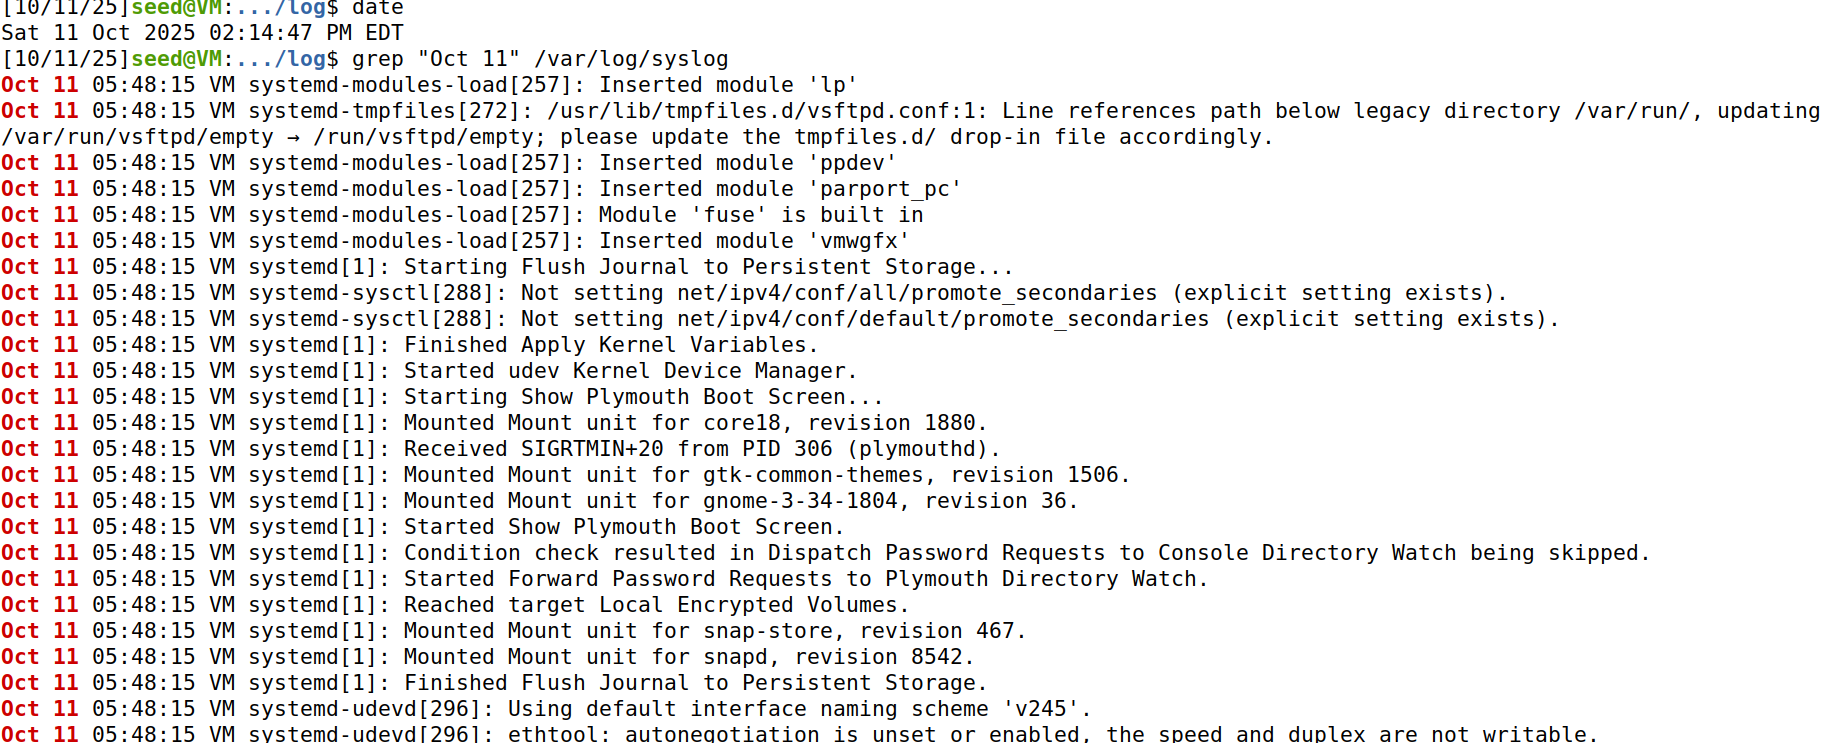 [10/11/25]seed@VM:.../log$ date
Sat 11 Oct 2025 02:14:47 PM EDT
[10/11/25]seed@VM:.../log$ grep "Oct 11" /var/log/syslog
Oct 11 05:48:15 VM systemd-modules-load[257]: Inserted module 'lp'
Oct 11 05:48:15 VM systemd-tmpfiles[272]: /usr/lib/tmpfiles.d/vsftpd.conf:1: Line references path below legacy directory /var/run/, updating
/var/run/vsftpd/empty → /run/vsftpd/empty; please update the tmpfiles.d/ drop-in file accordingly.
Oct 11 05:48:15 VM systemd-modules-load[257]: Inserted module 'ppdev'
Oct 11 05:48:15 VM systemd-modules-load[257]: Inserted module 'parport_pc'
Oct 11 05:48:15 VM systemd-modules-load[257]: Module 'fuse' is built in
Oct 11 05:48:15 VM systemd-modules-load[257]: Inserted module 'vmwgfx'
Oct 11 05:48:15 VM systemd[1]: Starting Flush Journal to Persistent Storage...
Oct 11 05:48:15 VM systemd-sysctl[288]: Not setting net/ipv4/conf/all/promote_secondaries (explicit setting exists).
Oct 11 05:48:15 VM systemd-sysctl[288]: Not setting net/ipv4/conf/default/promote_secondaries (explicit setting exists).
Oct 11 05:48:15 VM systemd[1]: Finished Apply Kernel Variables.
Oct 11 05:48:15 VM systemd[1]: Started udev Kernel Device Manager.
Oct 11 05:48:15 VM systemd[1]: Starting Show Plymouth Boot Screen...
Oct 11 05:48:15 VM systemd[1]: Mounted Mount unit for core18, revision 1880.
Oct 11 05:48:15 VM systemd[1]: Received SIGRTMIN+20 from PID 306 (plymouthd).
Oct 11 05:48:15 VM systemd[1]: Mounted Mount unit for gtk-common-themes, revision 1506.
Oct 11 05:48:15 VM systemd[1]: Mounted Mount unit for gnome-3-34-1804, revision 36.
Oct 11 05:48:15 VM systemd[1]: Started Show Plymouth Boot Screen.
Oct 11 05:48:15 VM systemd[1]: Condition check resulted in Dispatch Password Requests to Console Directory Watch being skipped.
Oct 11 05:48:15 VM systemd[1]: Started Forward Password Requests to Plymouth Directory Watch.
Oct 11 05:48:15 VM systemd[1]: Reached target Local Encrypted Volumes.
Oct 11 05:48:15 VM systemd[1]: Mounted Mount unit for snap-store, revision 467.
Oct 11 05:48:15 VM systemd[1]: Mounted Mount unit for snapd, revision 8542.
Oct 11 05:48:15 VM systemd[1]: Finished Flush Journal to Persistent Storage.
Oct 11 05:48:15 VM systemd-udevd[296]: Using default interface naming scheme 'v245'.
Oct 11 05:48:15 VM systemd-udevd[296]: ethtool: autonegotiation is unset or enabled, the speed and duplex are not writable.